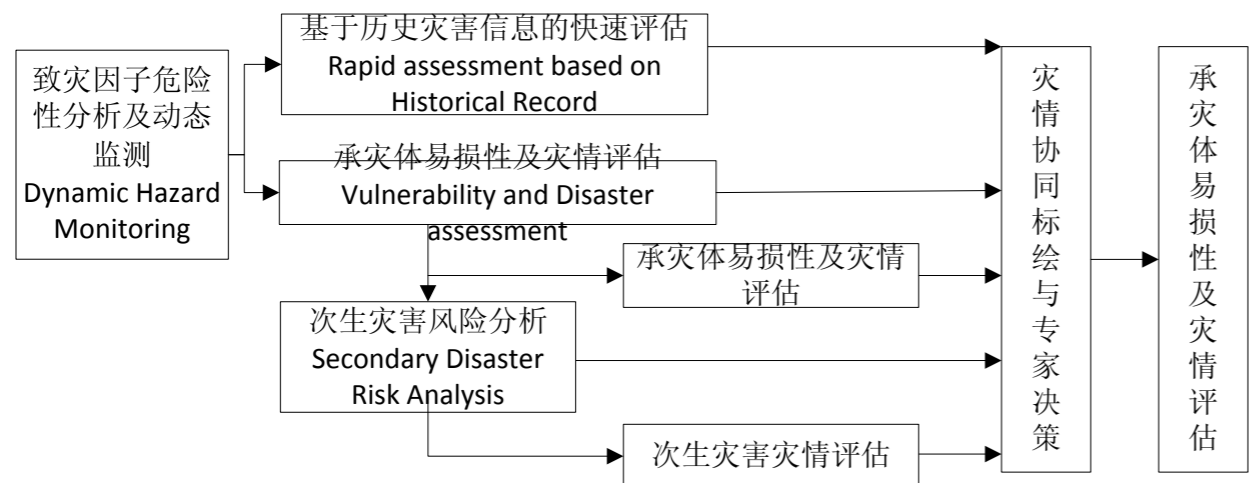 致灾因子危险
性分析及动态
监测
Dynamic Hazard
Monitoring
基于历史灾害信息的快速评估
Rapid assessment based on
Historical Record
承灾体易损性及灾情评估
Vulnerability and Disaster
assessment
承灾体易损性及灾情
评估
次生灾害风险分析
Secondary Disaster
Risk Analysis
次生灾害灾情评估
灾情协同标绘与专家决策
承灾体易损性及灾情评估